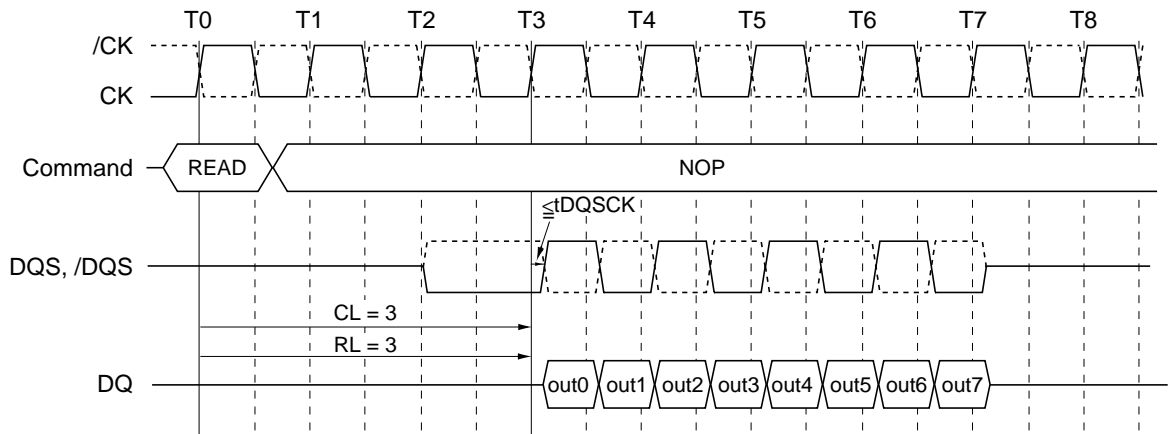 T0 T1 T2 T3 T4 T5 T6 T7 T8
/CK
CK
Command READ NOP
≦tDQSCK
DQS, /DQS
CL = 3
RL = 3
DQ out0 out1 out2 out3 out4 out5 out6 out7